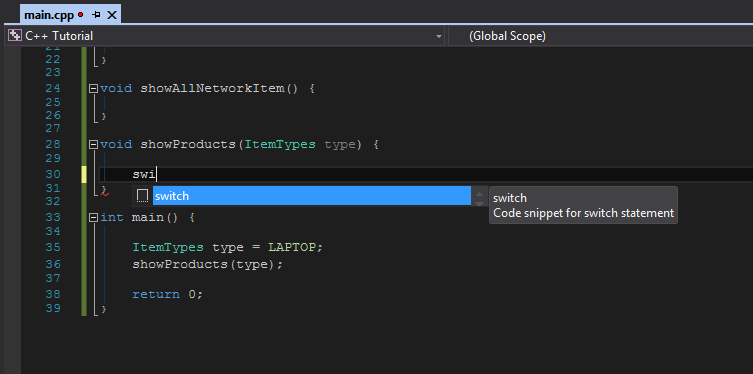 main.cpp
C++ Tutorial (Global Scope)
21
22 }
23
24 void showAllNetworkItem() {
25
26 }
27
28 void showProducts(ItemTypes type) {
29
30 swi
31 }
switch switch
Code snippet for switch statement
32
33 int main() {
34
35 ItemTypes type = LAPTOP;
36 showProducts(type);
37
38 return 0;
39 }